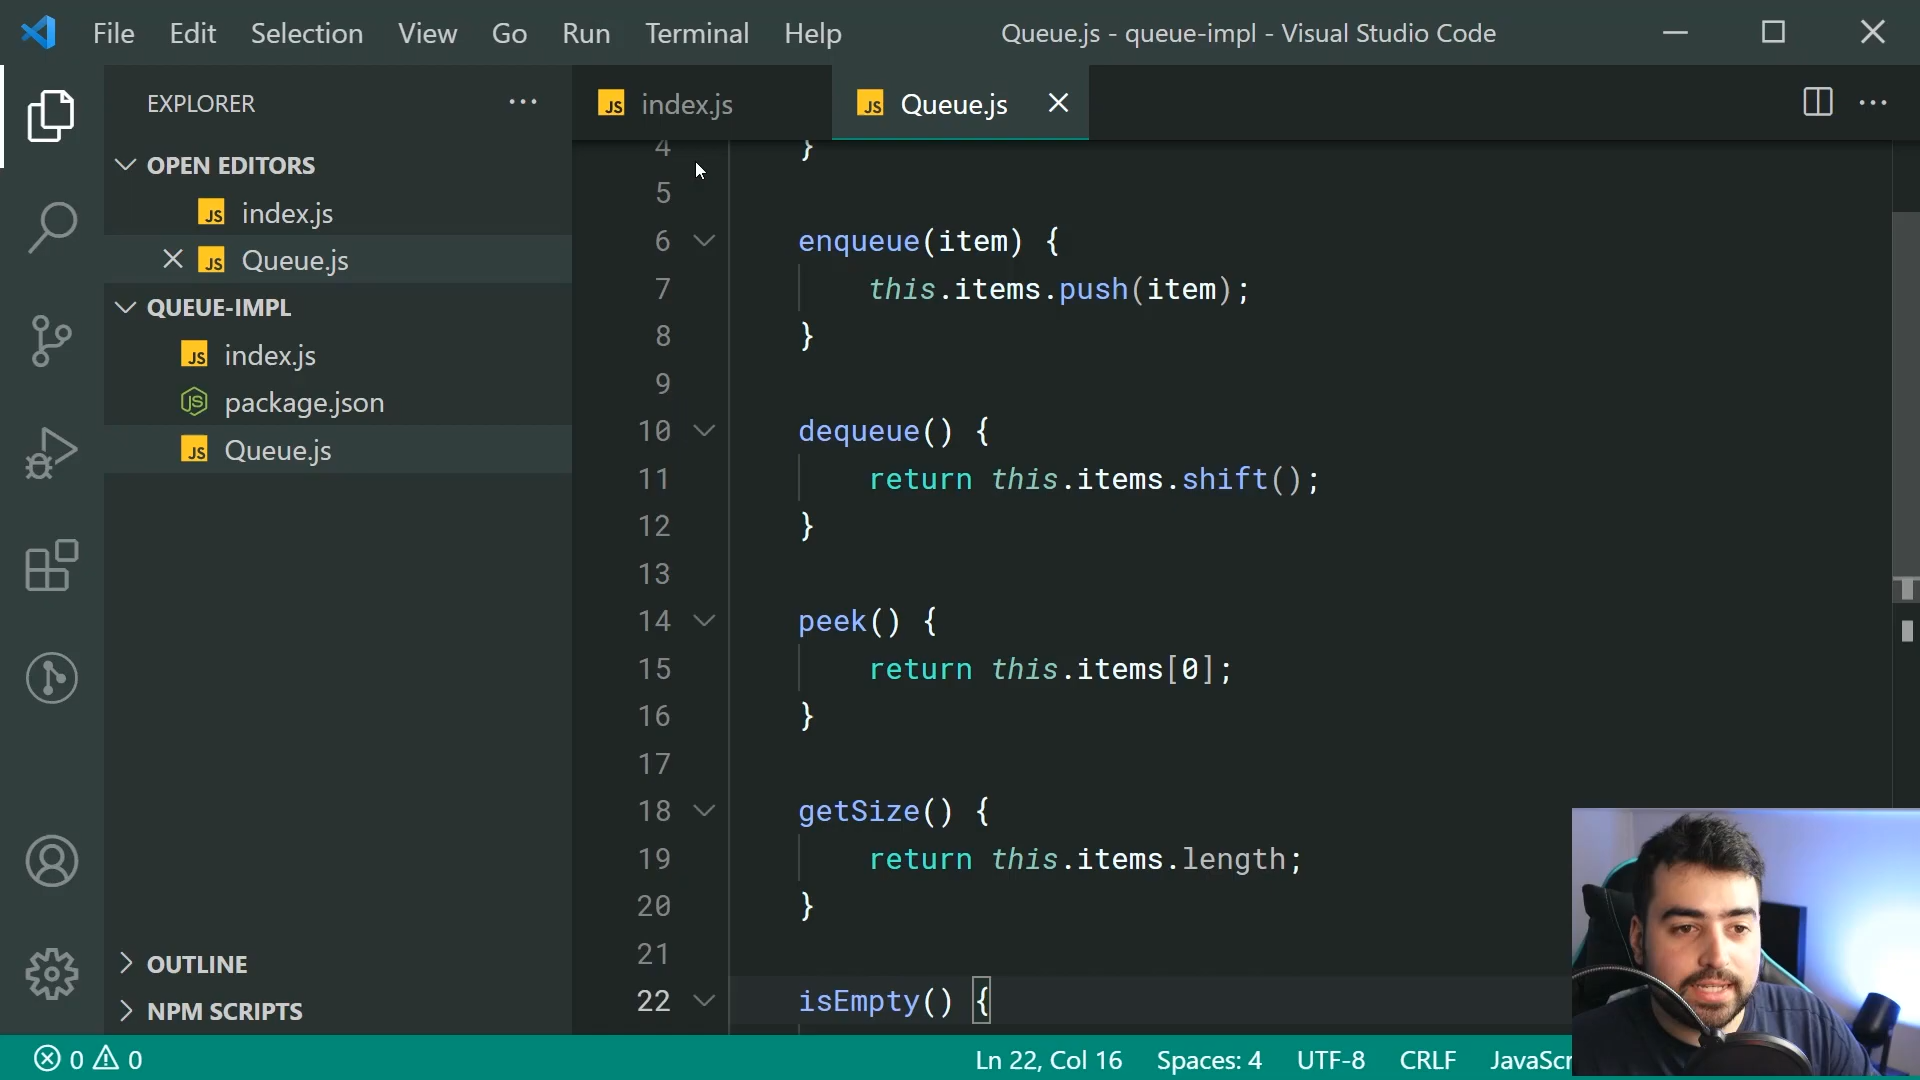 File Edit Selection View Go Run Terminal Help Queue.js - queue-impl - Visual Studio Code
EXPLORER
JS index.js
JS Queue.js
OPEN EDITORS
JS index.js
JS Queue.js
QUEUE-IMPL
JS index.js
JS package.json
JS Queue.js
OUTLINE
NPM SCRIPTS
4 }
5
6 enqueue(item) {
7 this.items.push(item);
8 }
9
10 dequeue() {
11 return this.items.shift();
12 }
13
14 peek() {
15 return this.items[0];
16 }
17
18 getSize() {
19 return this.items.length;
20 }
21
22 isEmpty() {
0 0 Ln 22, Col 16 Spaces: 4 UTF-8 CRLF JavaScr